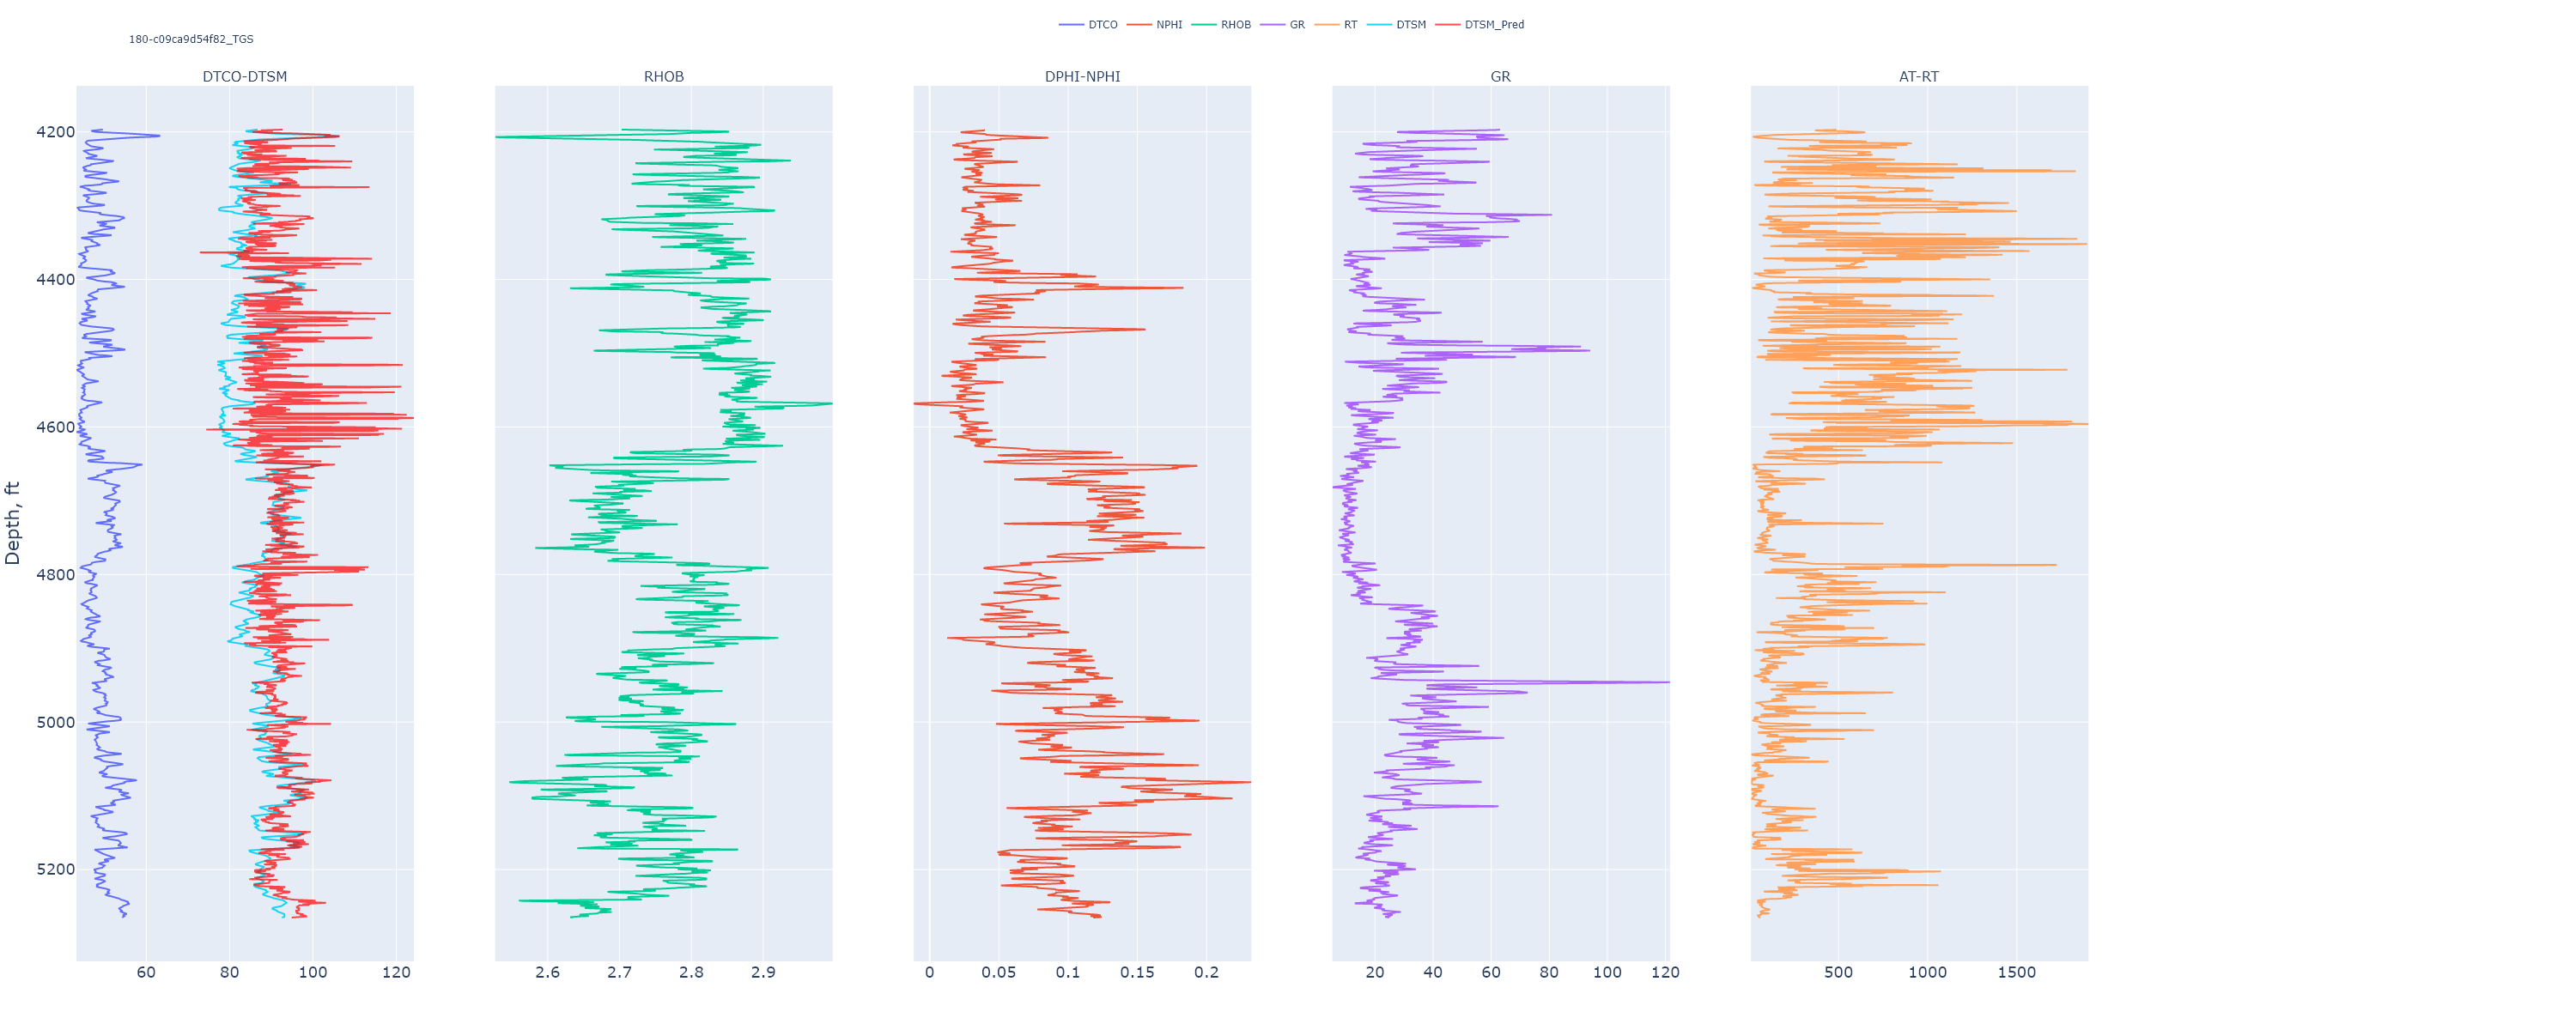 DTCO NPHI RHOB GR RT DTSM DTSM_Pred
180-c09ca9d54f82_TGS
DTCO-DTSM RHOB DPHI-NPHI GR AT-RT
Depth, ft
4200
4400
4600
4800
5000
5200
60 80 100 120 2.6 2.7 2.8 2.9 0 0.05 0.1 0.15 0.2 20 40 60 80 100 120 500 1000 1500